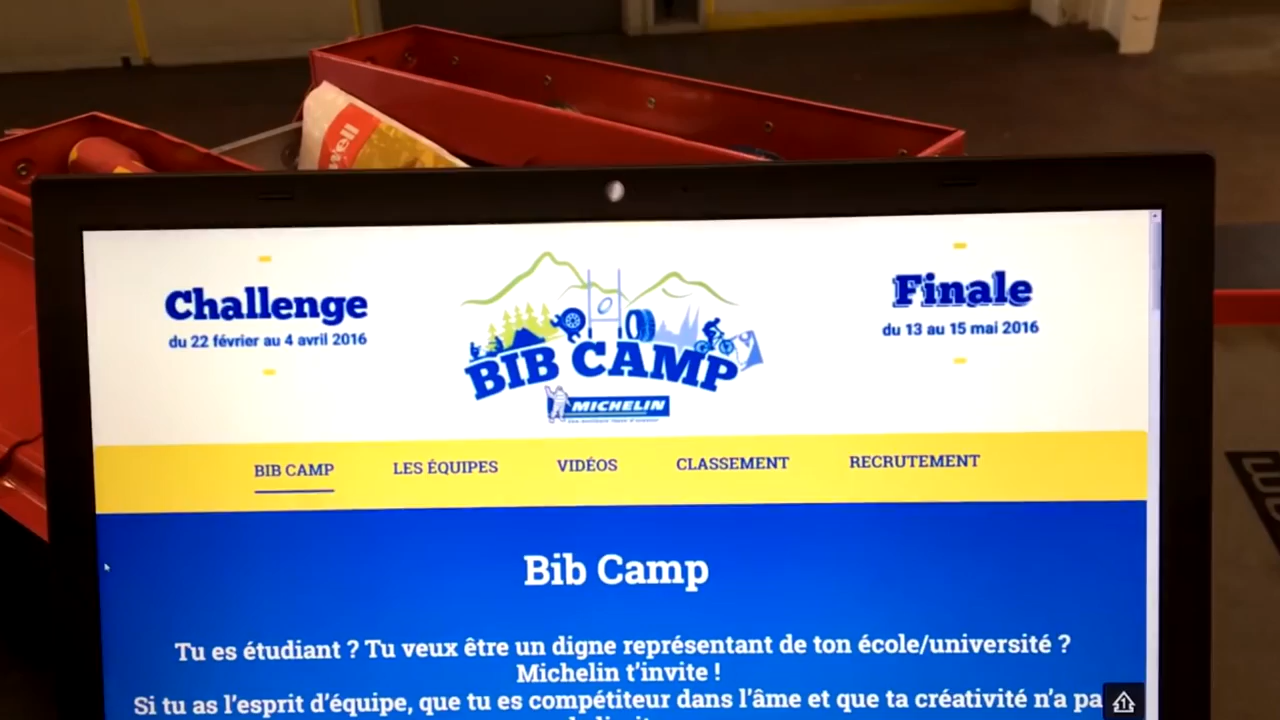 well
Challenge
du 22 février au 4 avril 2016
BIB CAMP
MICHELIN
Finale
du 13 au 15 mai 2016
BIB CAMP
LES ÉQUIPES
VIDÉOS
CLASSEMENT
RECRUTEMENT
Bib Camp
Tu es étudiant ? Tu veux être un digne représentant de ton école/université ?
Michelin t'invite !
Si tu as l'esprit d'équipe, que tu es compétiteur dans l'âme et que ta créativité n'a pa